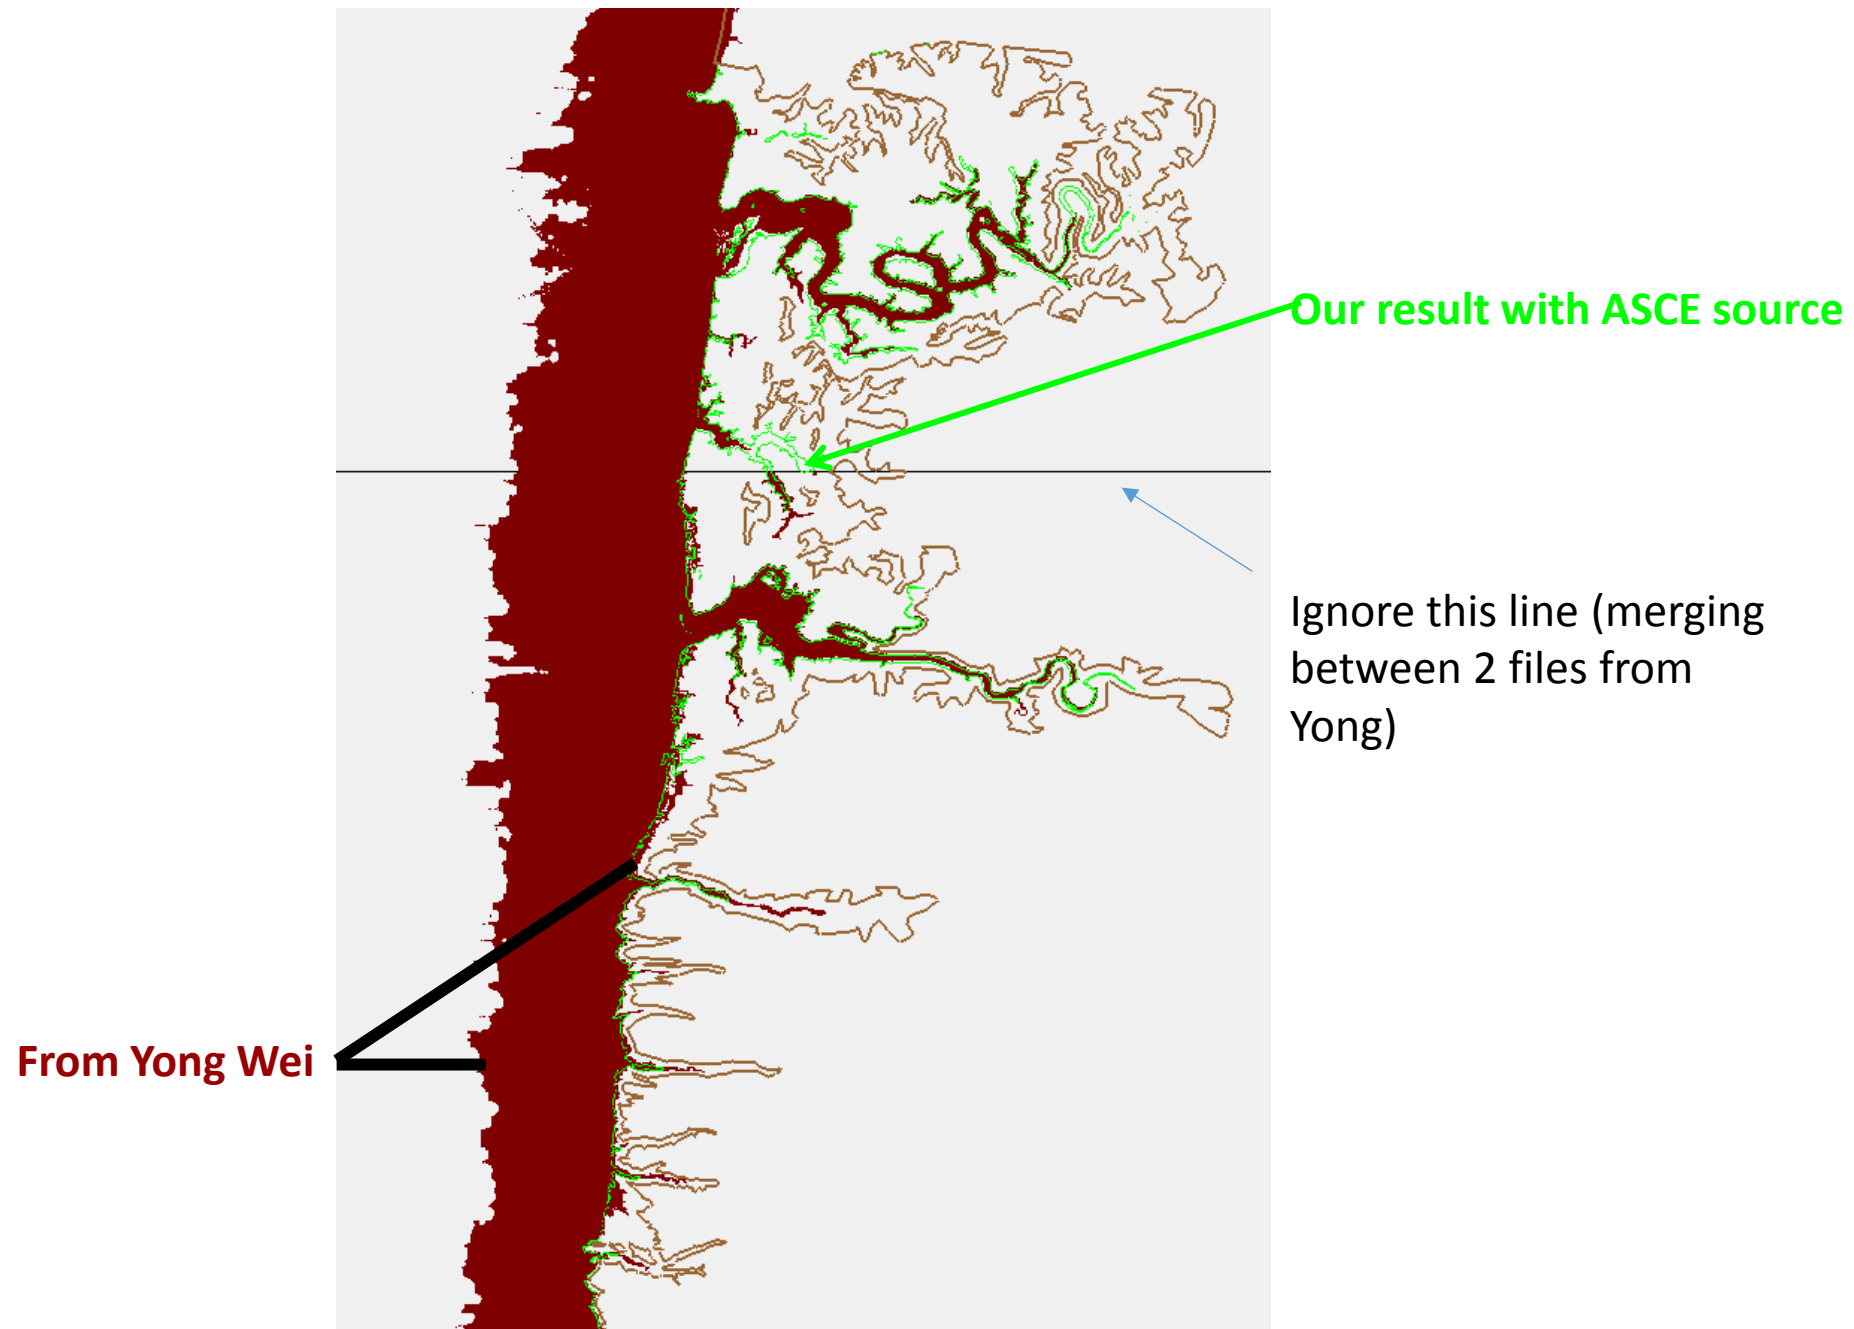 Our result with ASCE source
Ignore this line (merging
between 2 files from
Yong)
From Yong Wei